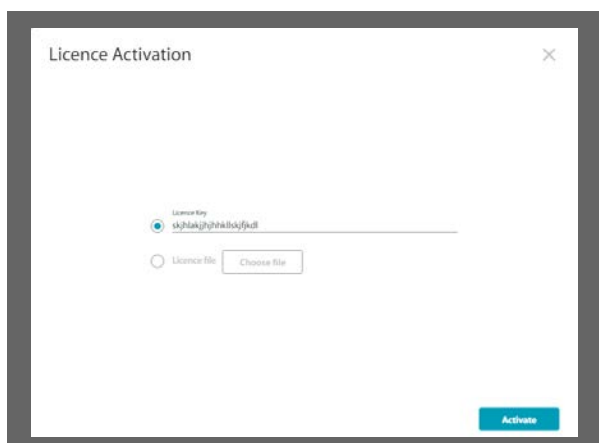 Licence Activation
Licence Key
skjhlakjjhjhhkllskjfjkdl
Licence file
Choose file
Activate